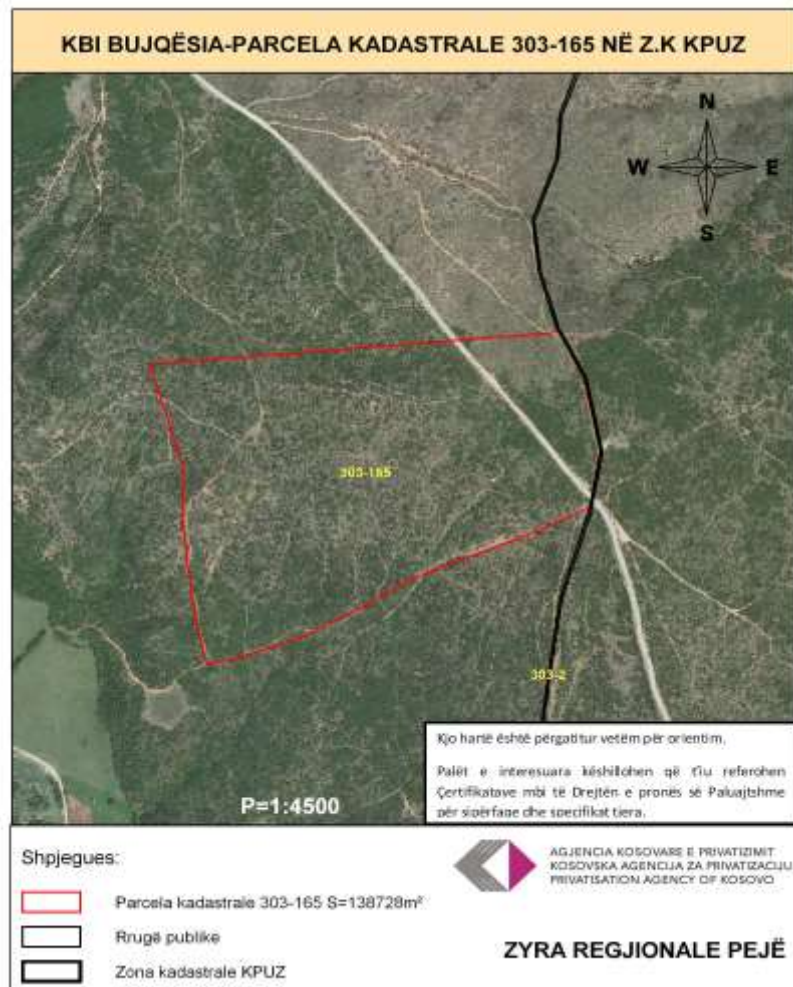 KBI BUJQËSIA-PARCELA KADASTRALE 303-165 NË Z.K KPUZ
N
W E
S
303-165
303-2
Kjo hartë është përgatitur vetëm për orientim.
Palët e interesuara këshillohen që t'iu referohen
Çertifikatave mbi të Drejtën e pronës së Paluajtshme
për sipërfaqe dhe specifikat tjera.
P=1:4500
Shpjegues:
Parcela kadastrale 303-165 S=138728m²
Rrugë publike
Zona kadastrale KPUZ
AGJENCIA KOSOVARE E PRIVATIZIMIT
KOSOVSKA AGENCIJA ZA PRIVATIZACIJU
PRIVATISATION AGENCY OF KOSOVO
ZYRA REGJIONALE PEJË